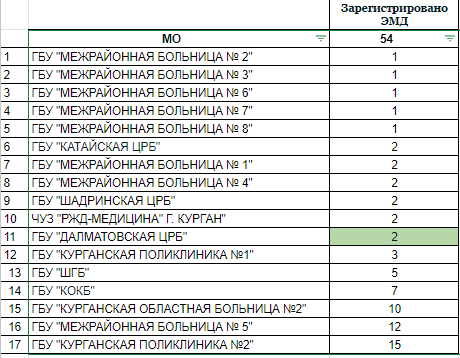 Зарегистрировано
ЭМД
МО 54
1 ГБУ "МЕЖРАЙОННАЯ БОЛЬНИЦА № 2" 1
2 ГБУ "МЕЖРАЙОННАЯ БОЛЬНИЦА № 3" 1
3 ГБУ "МЕЖРАЙОННАЯ БОЛЬНИЦА № 6" 1
4 ГБУ "МЕЖРАЙОННАЯ БОЛЬНИЦА № 7" 1
5 ГБУ "МЕЖРАЙОННАЯ БОЛЬНИЦА № 8" 1
6 ГБУ "КАТАЙСКАЯ ЦРБ" 2
7 ГБУ "МЕЖРАЙОННАЯ БОЛЬНИЦА № 1" 2
8 ГБУ "МЕЖРАЙОННАЯ БОЛЬНИЦА № 4" 2
9 ГБУ "ШАДРИНСКАЯ ЦРБ" 2
10 ЧУЗ "РЖД-МЕДИЦИНА" Г. КУРГАН" 2
11 ГБУ "ДАЛМАТОВСКАЯ ЦРБ" 2
12 ГБУ "КУРГАНСКАЯ ПОЛИКЛИНИКА №1" 3
13 ГБУ "ШГБ" 5
14 ГБУ "КОКБ" 7
15 ГБУ "КУРГАНСКАЯ ОБЛАСТНАЯ БОЛЬНИЦА №2" 10
16 ГБУ "МЕЖРАЙОННАЯ БОЛЬНИЦА № 5" 12
17 ГБУ "КУРГАНСКАЯ ПОЛИКЛИНИКА №2" 15